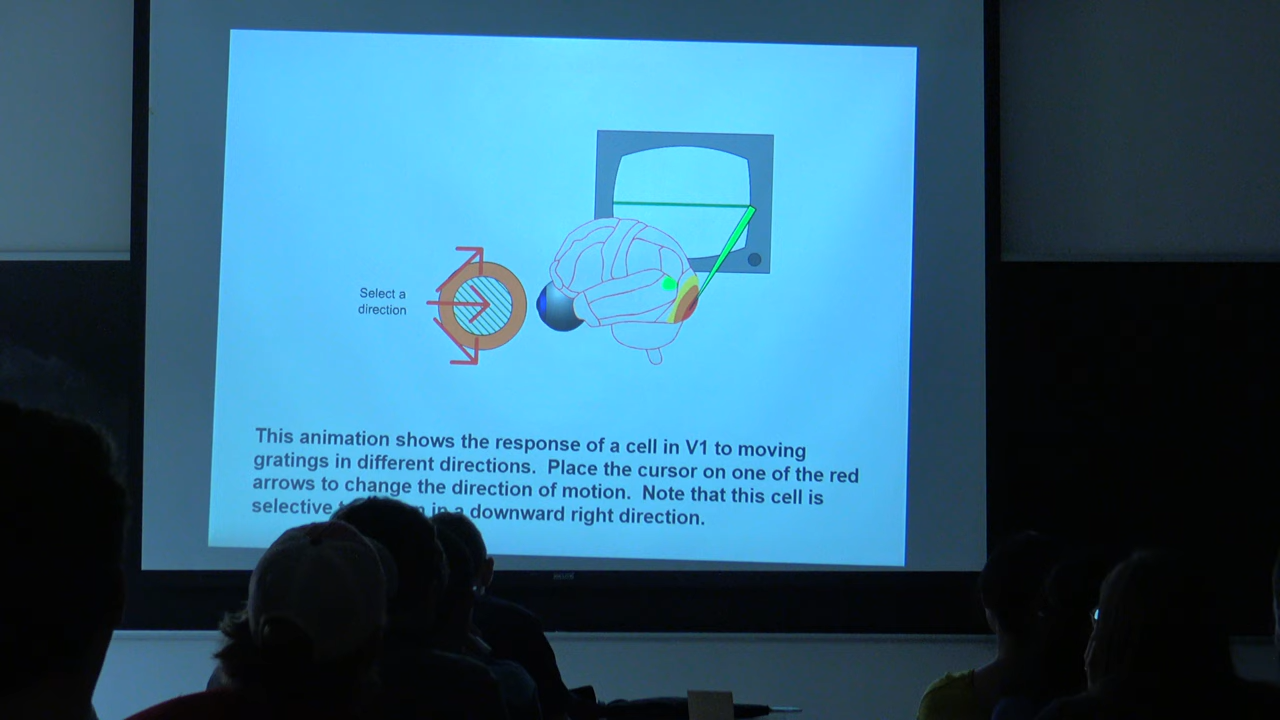 Select a
direction
This animation shows the response of a cell in V1 to moving
gratings in different directions.  Place the cursor on one of the red
arrows to change the direction of motion.  Note that this cell is
selective in a downward right direction.